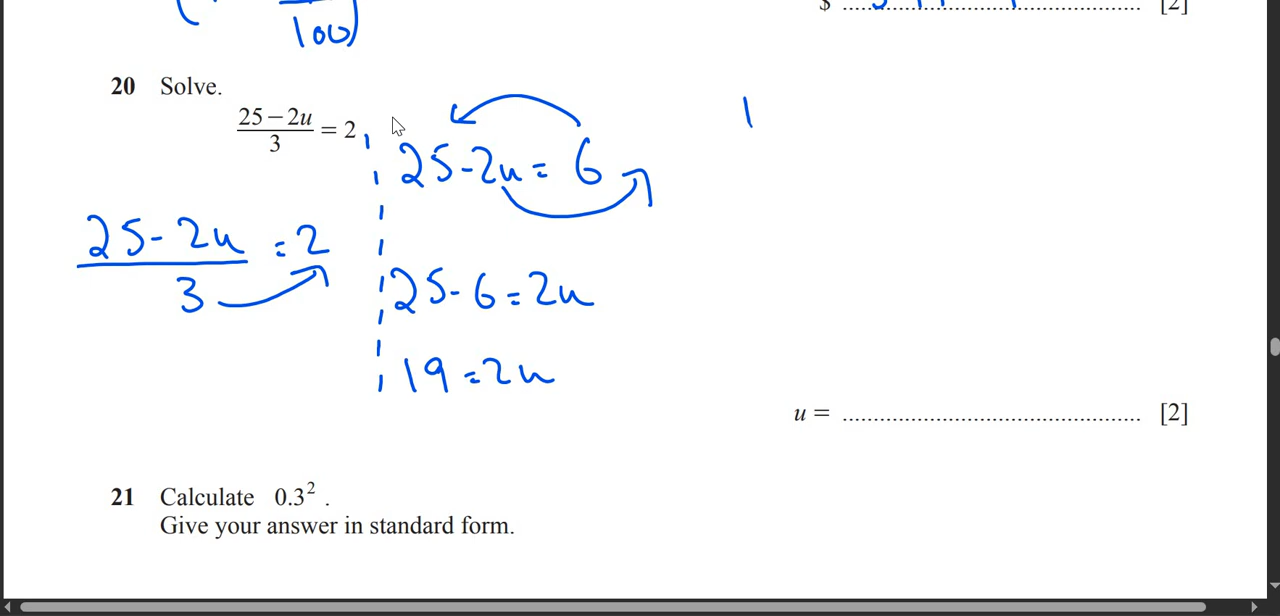 100)
$ [2]
20 Solve.
(25 − 2u)/3 = 2
25 - 2u = 6
1
25 - 2u = 2
3
25 - 6 = 2u
19 = 2u
u = ................................................ [2]
21 Calculate 0.3² .
Give your answer in standard form.